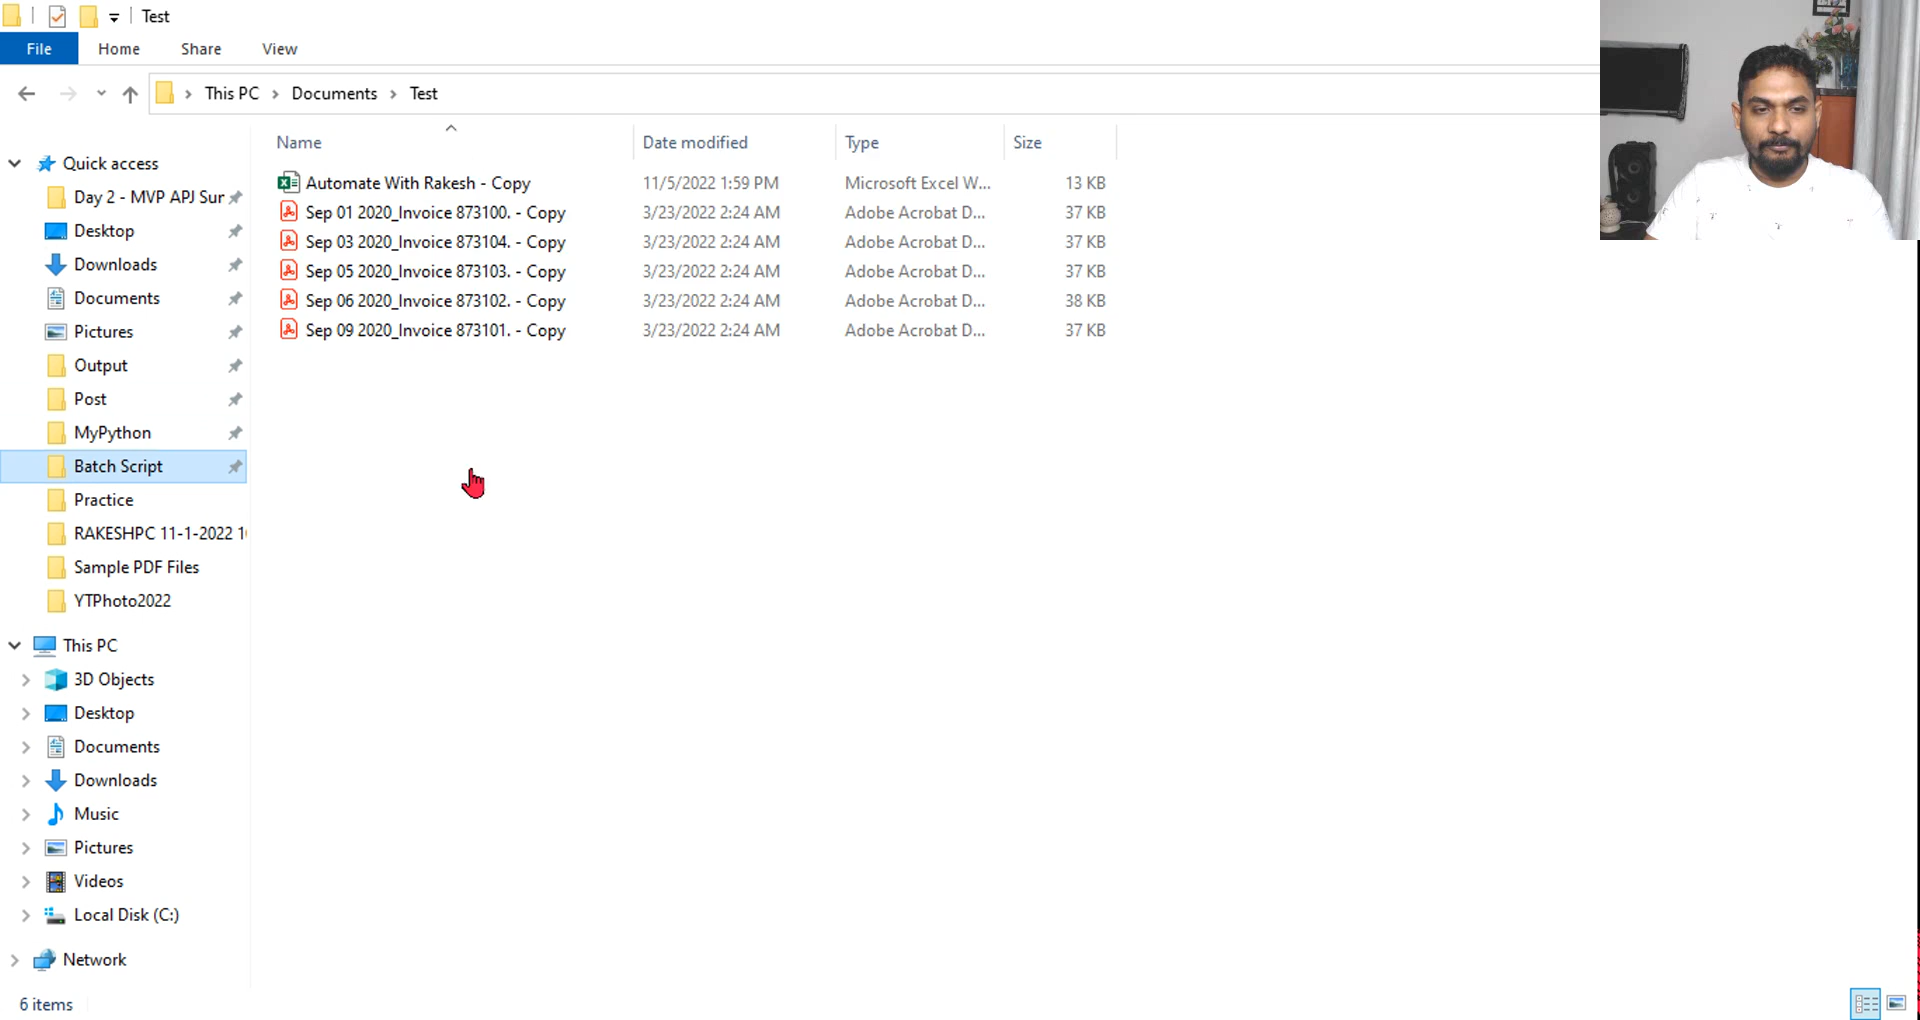 Test
File Home Share View
This PC Documents Test
Name Date modified Type Size
Quick access
Day 2 - MVP APJ Sur
Desktop
Downloads
Documents
Pictures
Output
Post
MyPython
Batch Script
Practice
RAKESHPC 11-1-2022 1
Sample PDF Files
YTPhoto2022
This PC
3D Objects
Desktop
Documents
Downloads
Music
Pictures
Videos
Local Disk (C:)
Network
Automate With Rakesh - Copy 11/5/2022 1:59 PM Microsoft Excel W... 13 KB
Sep 01 2020_Invoice 873100. - Copy 3/23/2022 2:24 AM Adobe Acrobat D... 37 KB
Sep 03 2020_Invoice 873104. - Copy 3/23/2022 2:24 AM Adobe Acrobat D... 37 KB
Sep 05 2020_Invoice 873103. - Copy 3/23/2022 2:24 AM Adobe Acrobat D... 37 KB
Sep 06 2020_Invoice 873102. - Copy 3/23/2022 2:24 AM Adobe Acrobat D... 38 KB
Sep 09 2020_Invoice 873101. - Copy 3/23/2022 2:24 AM Adobe Acrobat D... 37 KB
6 items